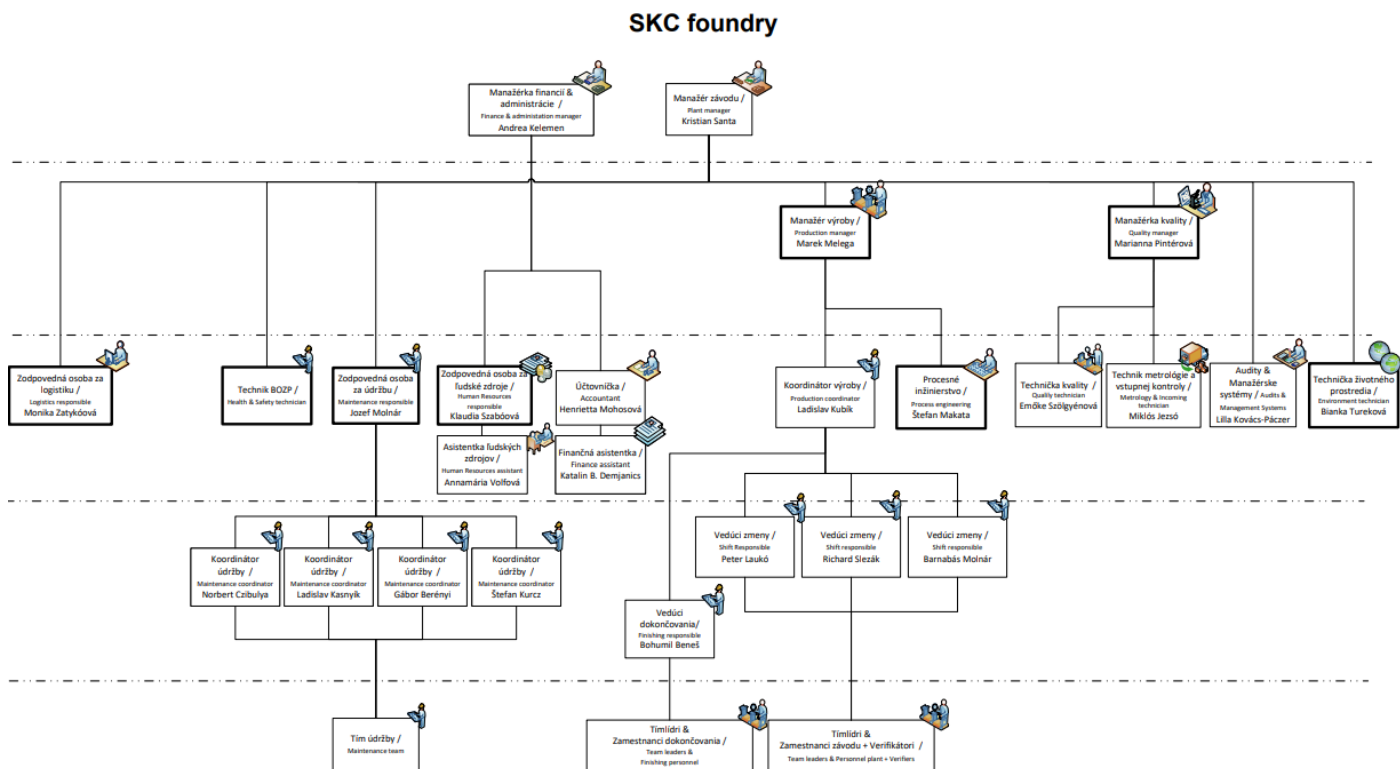 SKC foundry
Manažérka financií &
administrácie /
Finance & administation manager
Andrea Kelemen
Manažér závodu /
Plant manager
Kristian Santa
Manažér výroby /
Production manager
Marek Melega
Manažérka kvality /
Quality manager
Marianna Pintérová
Zodpovedná osoba za
logistiku /
Logistics responsible
Monika Zatykóová
Technik BOZP /
Health & Safety technician
Zodpovedná osoba
za údržbu /
Maintenance responsible
Jozef Molnár
Zodpovedná osoba za
ľudské zdroje /
Human Resources
responsible
Klaudia Szabóová
Účtovníčka /
Accountant
Henrietta Mohosová
Koordinátor výroby /
Production coordinator
Ladislav Kubík
Procesné
inžinierstvo /
Process engineering
Štefan Makata
Technička kvality /
Quality technician
Emőke Szölgyénová
Technik metrológie a
vstupnej kontroly /
Metrology & Incoming
technician
Miklós Jezsó
Audity &
Manažérske
systémy / Audits &
Management Systems
Lilla Kovács-Páczer
Technička životného
prostredia /
Environment technician
Bianka Tureková
Asistentka ľudských
zdrojov /
Human Resources assistant
Annamária Volfová
Finančná asistentka /
Finance assistant
Katalin B. Demjanics
Vedúci zmeny /
Shift Responsible
Peter Laukó
Vedúci zmeny /
Shift responsible
Richard Slezák
Vedúci zmeny /
Shift responsible
Barnabás Molnár
Koordinátor
údržby /
Maintenance coordinator
Norbert Czibulya
Koordinátor
údržby /
Maintenance coordinator
Ladislav Kasnyík
Koordinátor
údržby /
Maintenance coordinator
Gábor Berényi
Koordinátor
údržby /
Maintenance coordinator
Štefan Kurcz
Vedúci
dokončovania/
Finishing responsible
Bohumil Beneš
Tím údržby /
Maintenance team
Tímlídri &
Zamestnanci dokončovania /
Team leaders &
Finishing personnel
Tímlídri &
Zamestnanci závodu + Verifikátori /
Team leaders & Personnel plant + Verifiers